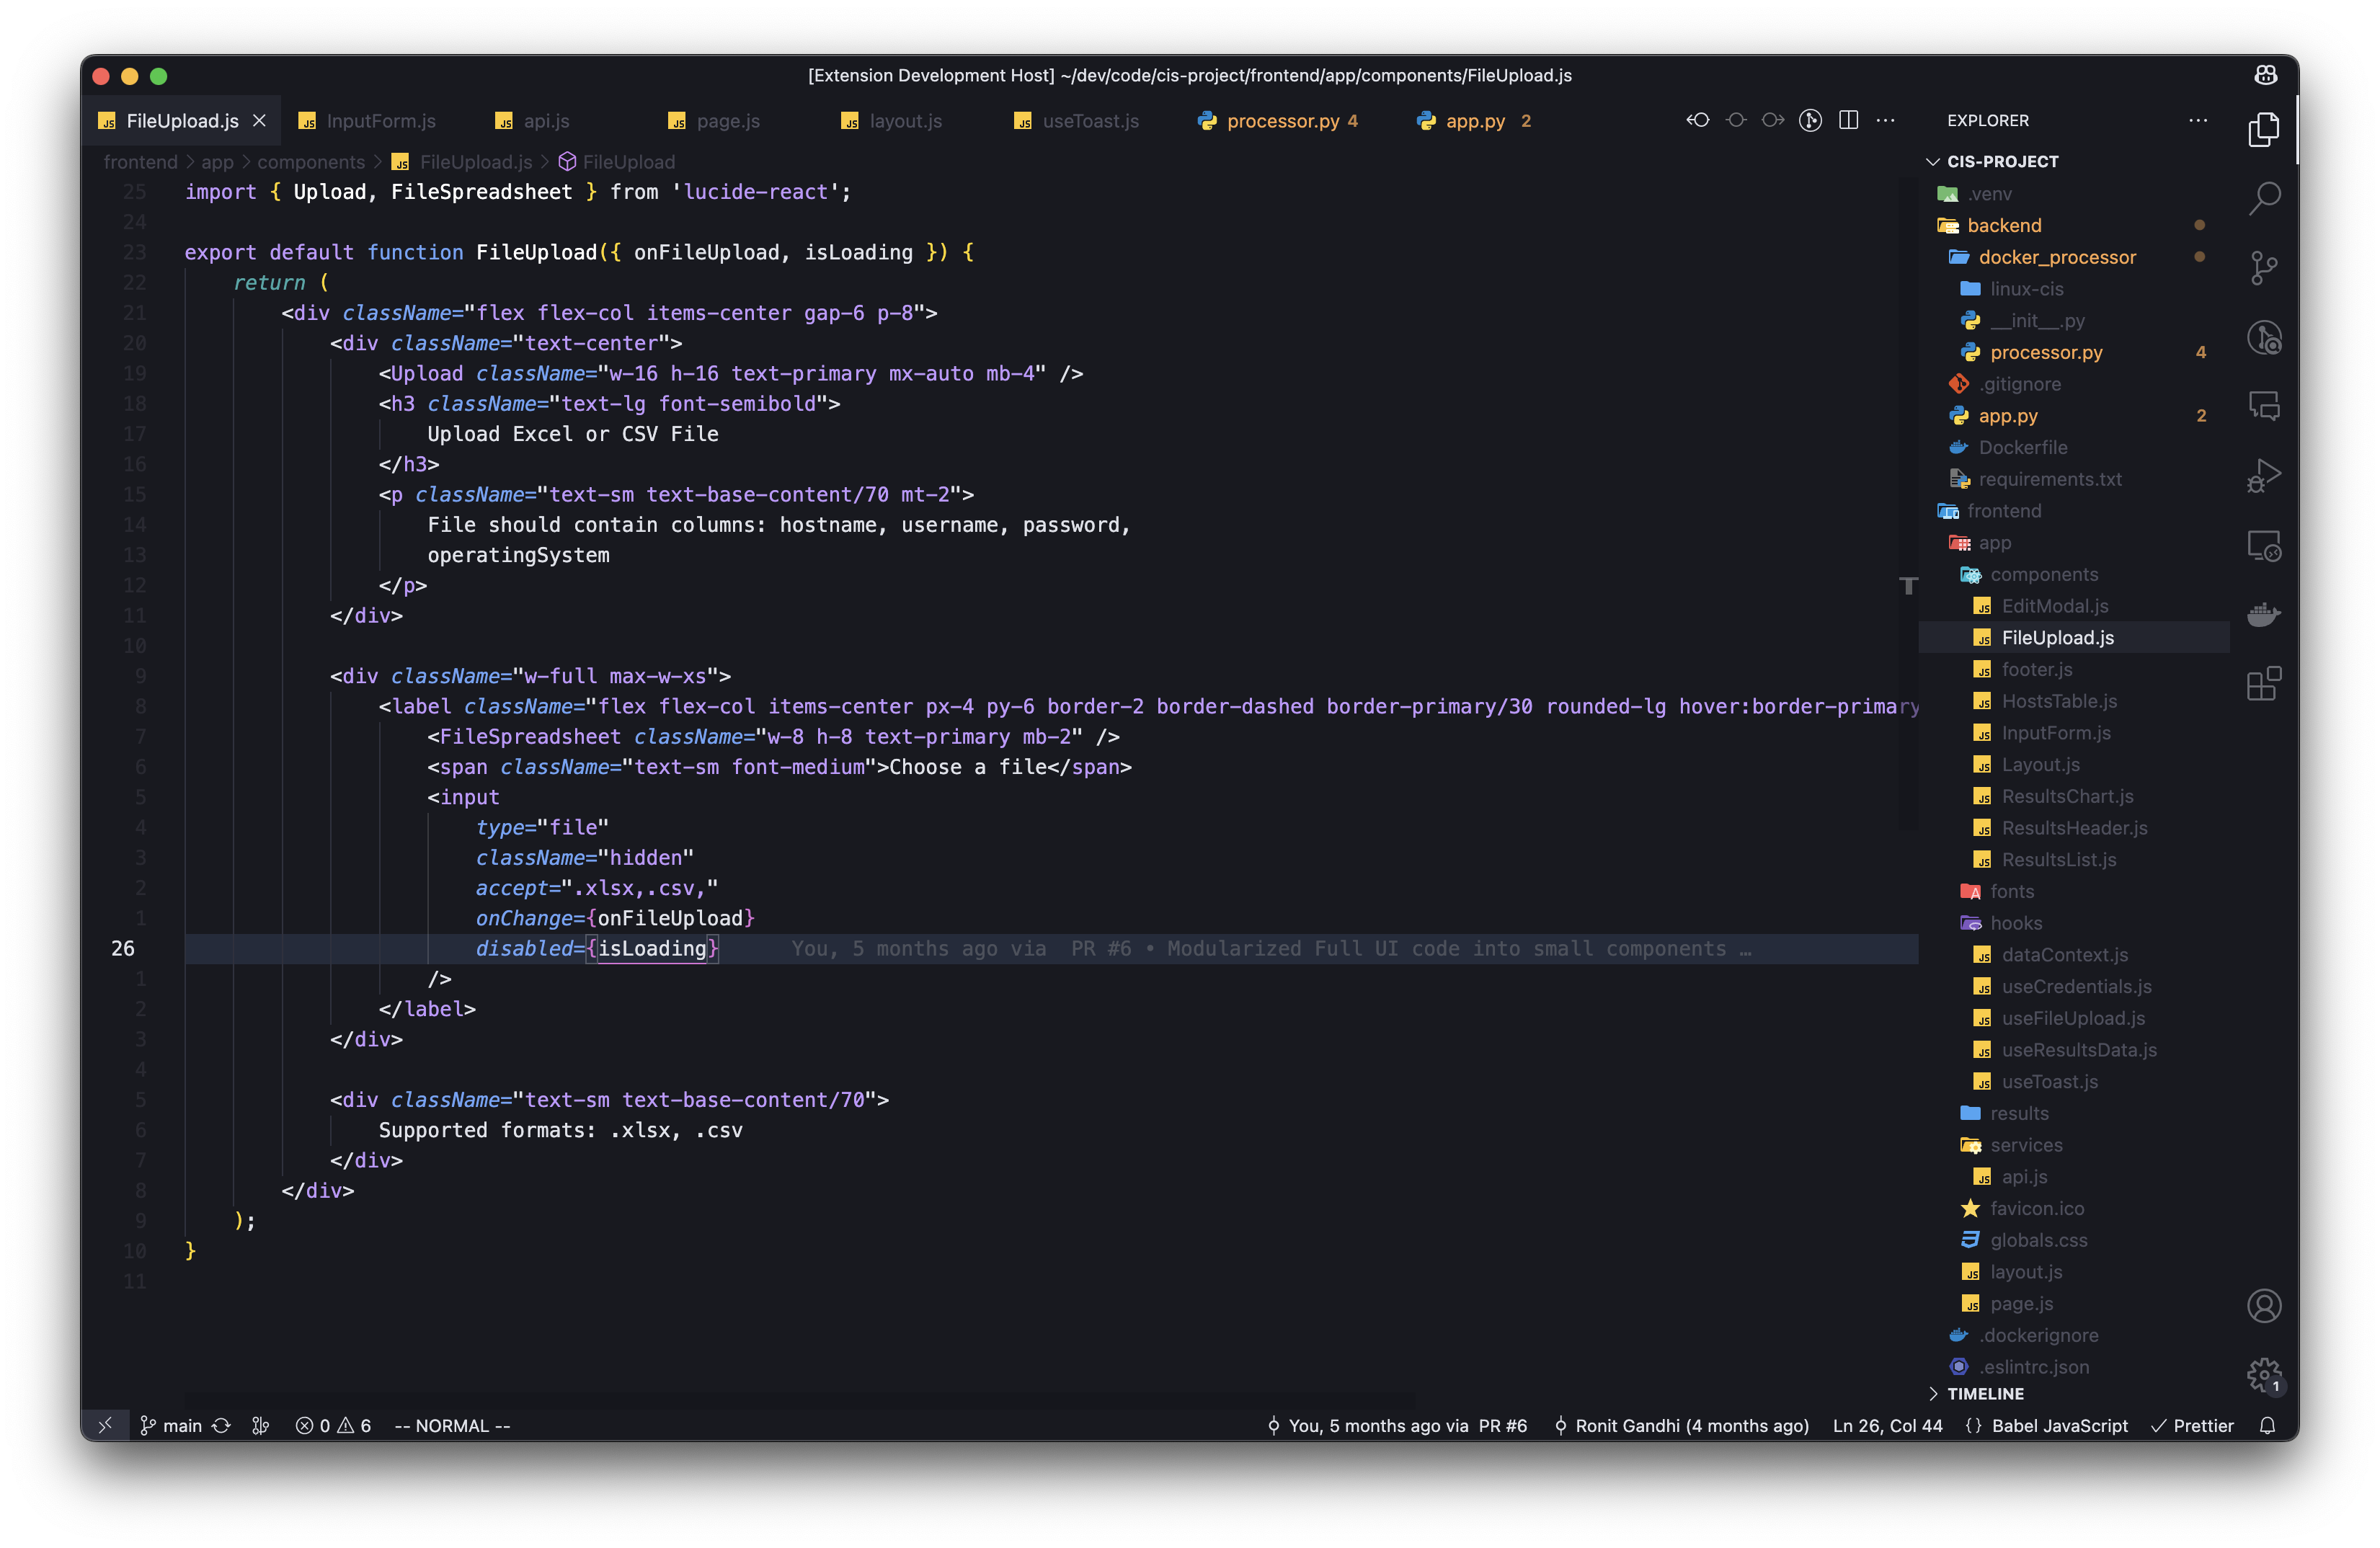 [Extension Development Host] ~/dev/code/cis-project/frontend/app/components/FileUpload.js
FileUpload.js InputForm.js api.js page.js layout.js useToast.js processor.py 4 app.py 2
frontend > app > components > FileUpload.js > FileUpload
25 import { Upload, FileSpreadsheet } from 'lucide-react';
24
23 export default function FileUpload({ onFileUpload, isLoading }) {
22 return (
21 <div className="flex flex-col items-center gap-6 p-8">
20 <div className="text-center">
19 <Upload className="w-16 h-16 text-primary mx-auto mb-4" />
18 <h3 className="text-lg font-semibold">
17 Upload Excel or CSV File
16 </h3>
15 <p className="text-sm text-base-content/70 mt-2">
14 File should contain columns: hostname, username, password,
13 operatingSystem
12 </p>
11 </div>
10
9 <div className="w-full max-w-xs">
8 <label className="flex flex-col items-center px-4 py-6 border-2 border-dashed border-primary/30 rounded-lg hover:border-primary
7 <FileSpreadsheet className="w-8 h-8 text-primary mb-2" />
6 <span className="text-sm font-medium">Choose a file</span>
5 <input
4 type="file"
3 className="hidden"
2 accept=".xlsx,.csv,"
1 onChange={onFileUpload}
26 disabled={isLoading} You, 5 months ago via PR #6 • Modularized Full UI code into small components …
1 />
2 </label>
3 </div>
4
5 <div className="text-sm text-base-content/70">
6 Supported formats: .xlsx, .csv
7 </div>
8 </div>
9 );
10 }
11
EXPLORER
CIS-PROJECT
.venv
backend
docker_processor
linux-cis
__init__.py
processor.py 4
.gitignore
app.py 2
Dockerfile
requirements.txt
frontend
app
components
EditModal.js
FileUpload.js
footer.js
HostsTable.js
InputForm.js
Layout.js
ResultsChart.js
ResultsHeader.js
ResultsList.js
fonts
hooks
dataContext.js
useCredentials.js
useFileUpload.js
useResultsData.js
useToast.js
results
services
api.js
favicon.ico
globals.css
layout.js
page.js
.dockerignore
.eslintrc.json
TIMELINE
1
main 0 6 -- NORMAL -- You, 5 months ago via PR #6 Ronit Gandhi (4 months ago) Ln 26, Col 44 {} Babel JavaScript Prettier